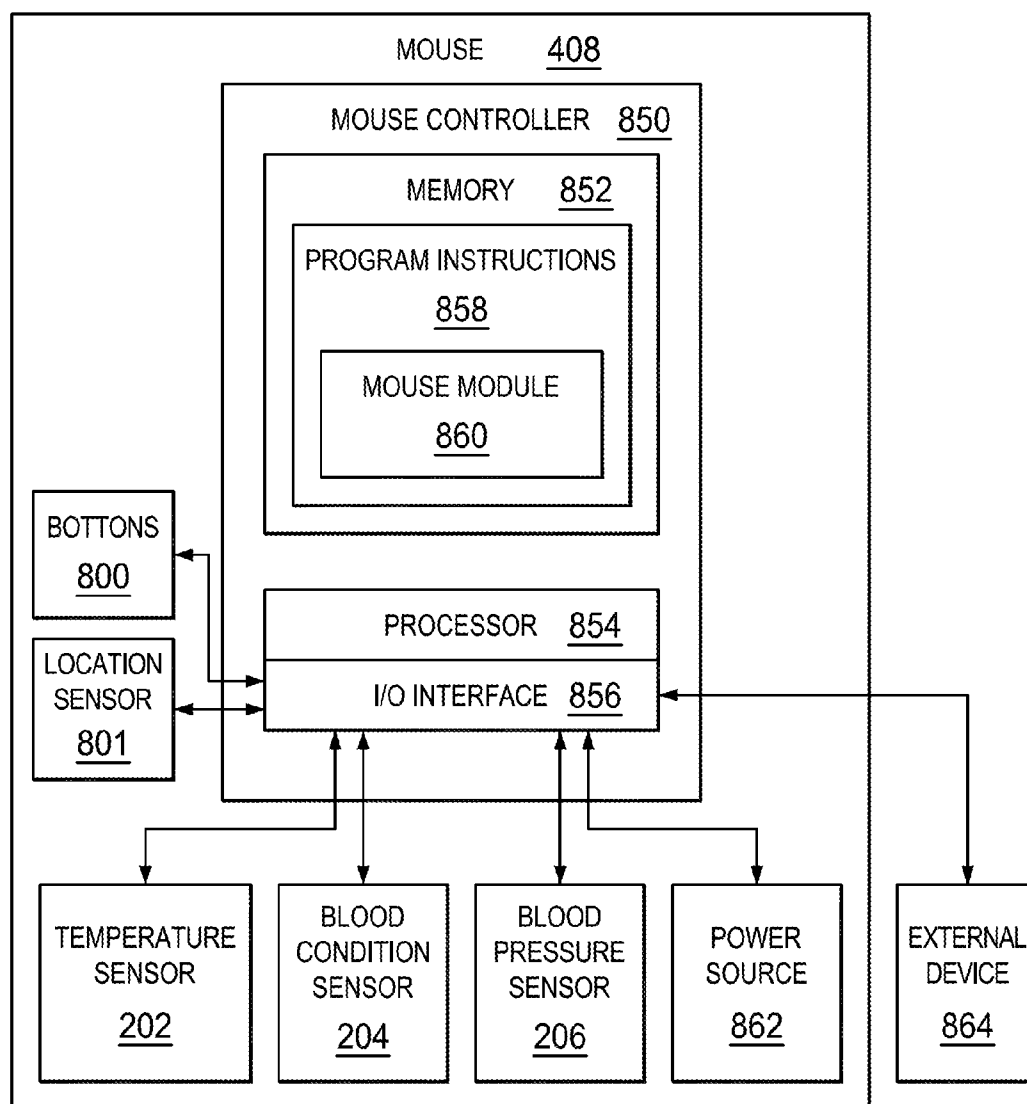 MOUSE 408
MOUSE CONTROLLER 850
MEMORY 852
PROGRAM INSTRUCTIONS
858
MOUSE MODULE
860
BOTTONS
800
LOCATION
SENSOR
801
PROCESSOR 854
I/O INTERFACE 856
TEMPERATURE
SENSOR
202
BLOOD
CONDITION
SENSOR
204
BLOOD
PRESSURE
SENSOR
206
POWER
SOURCE
862
EXTERNAL
DEVICE
864